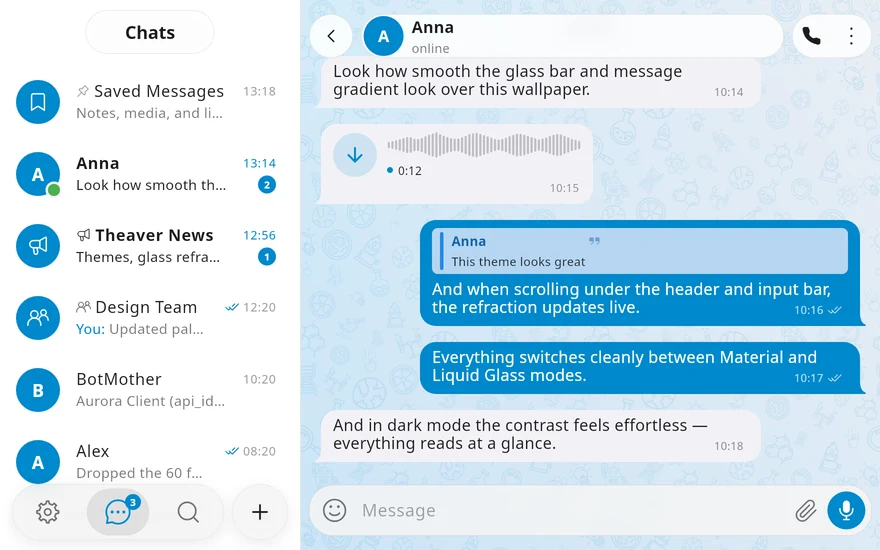 Chats
Saved Messages 13:18
Notes, media, and li...
A
Anna 13:14
Look how smooth th... 2
Theaver News 12:56
Themes, glass refra... 1
Design Team 12:20
You: Updated pal...
B
BotMother 10:20
Aurora Client (api_id...
A
Alex 08:20
Dropped the 60 f...
3
A
Anna
online
Look how smooth the glass bar and message
gradient look over this wallpaper. 10:14
0:12
10:15
Anna
This theme looks great
And when scrolling under the header and input bar,
the refraction updates live. 10:16
Everything switches cleanly between Material and
Liquid Glass modes. 10:17
And in dark mode the contrast feels effortless —
everything reads at a glance. 10:18
Message